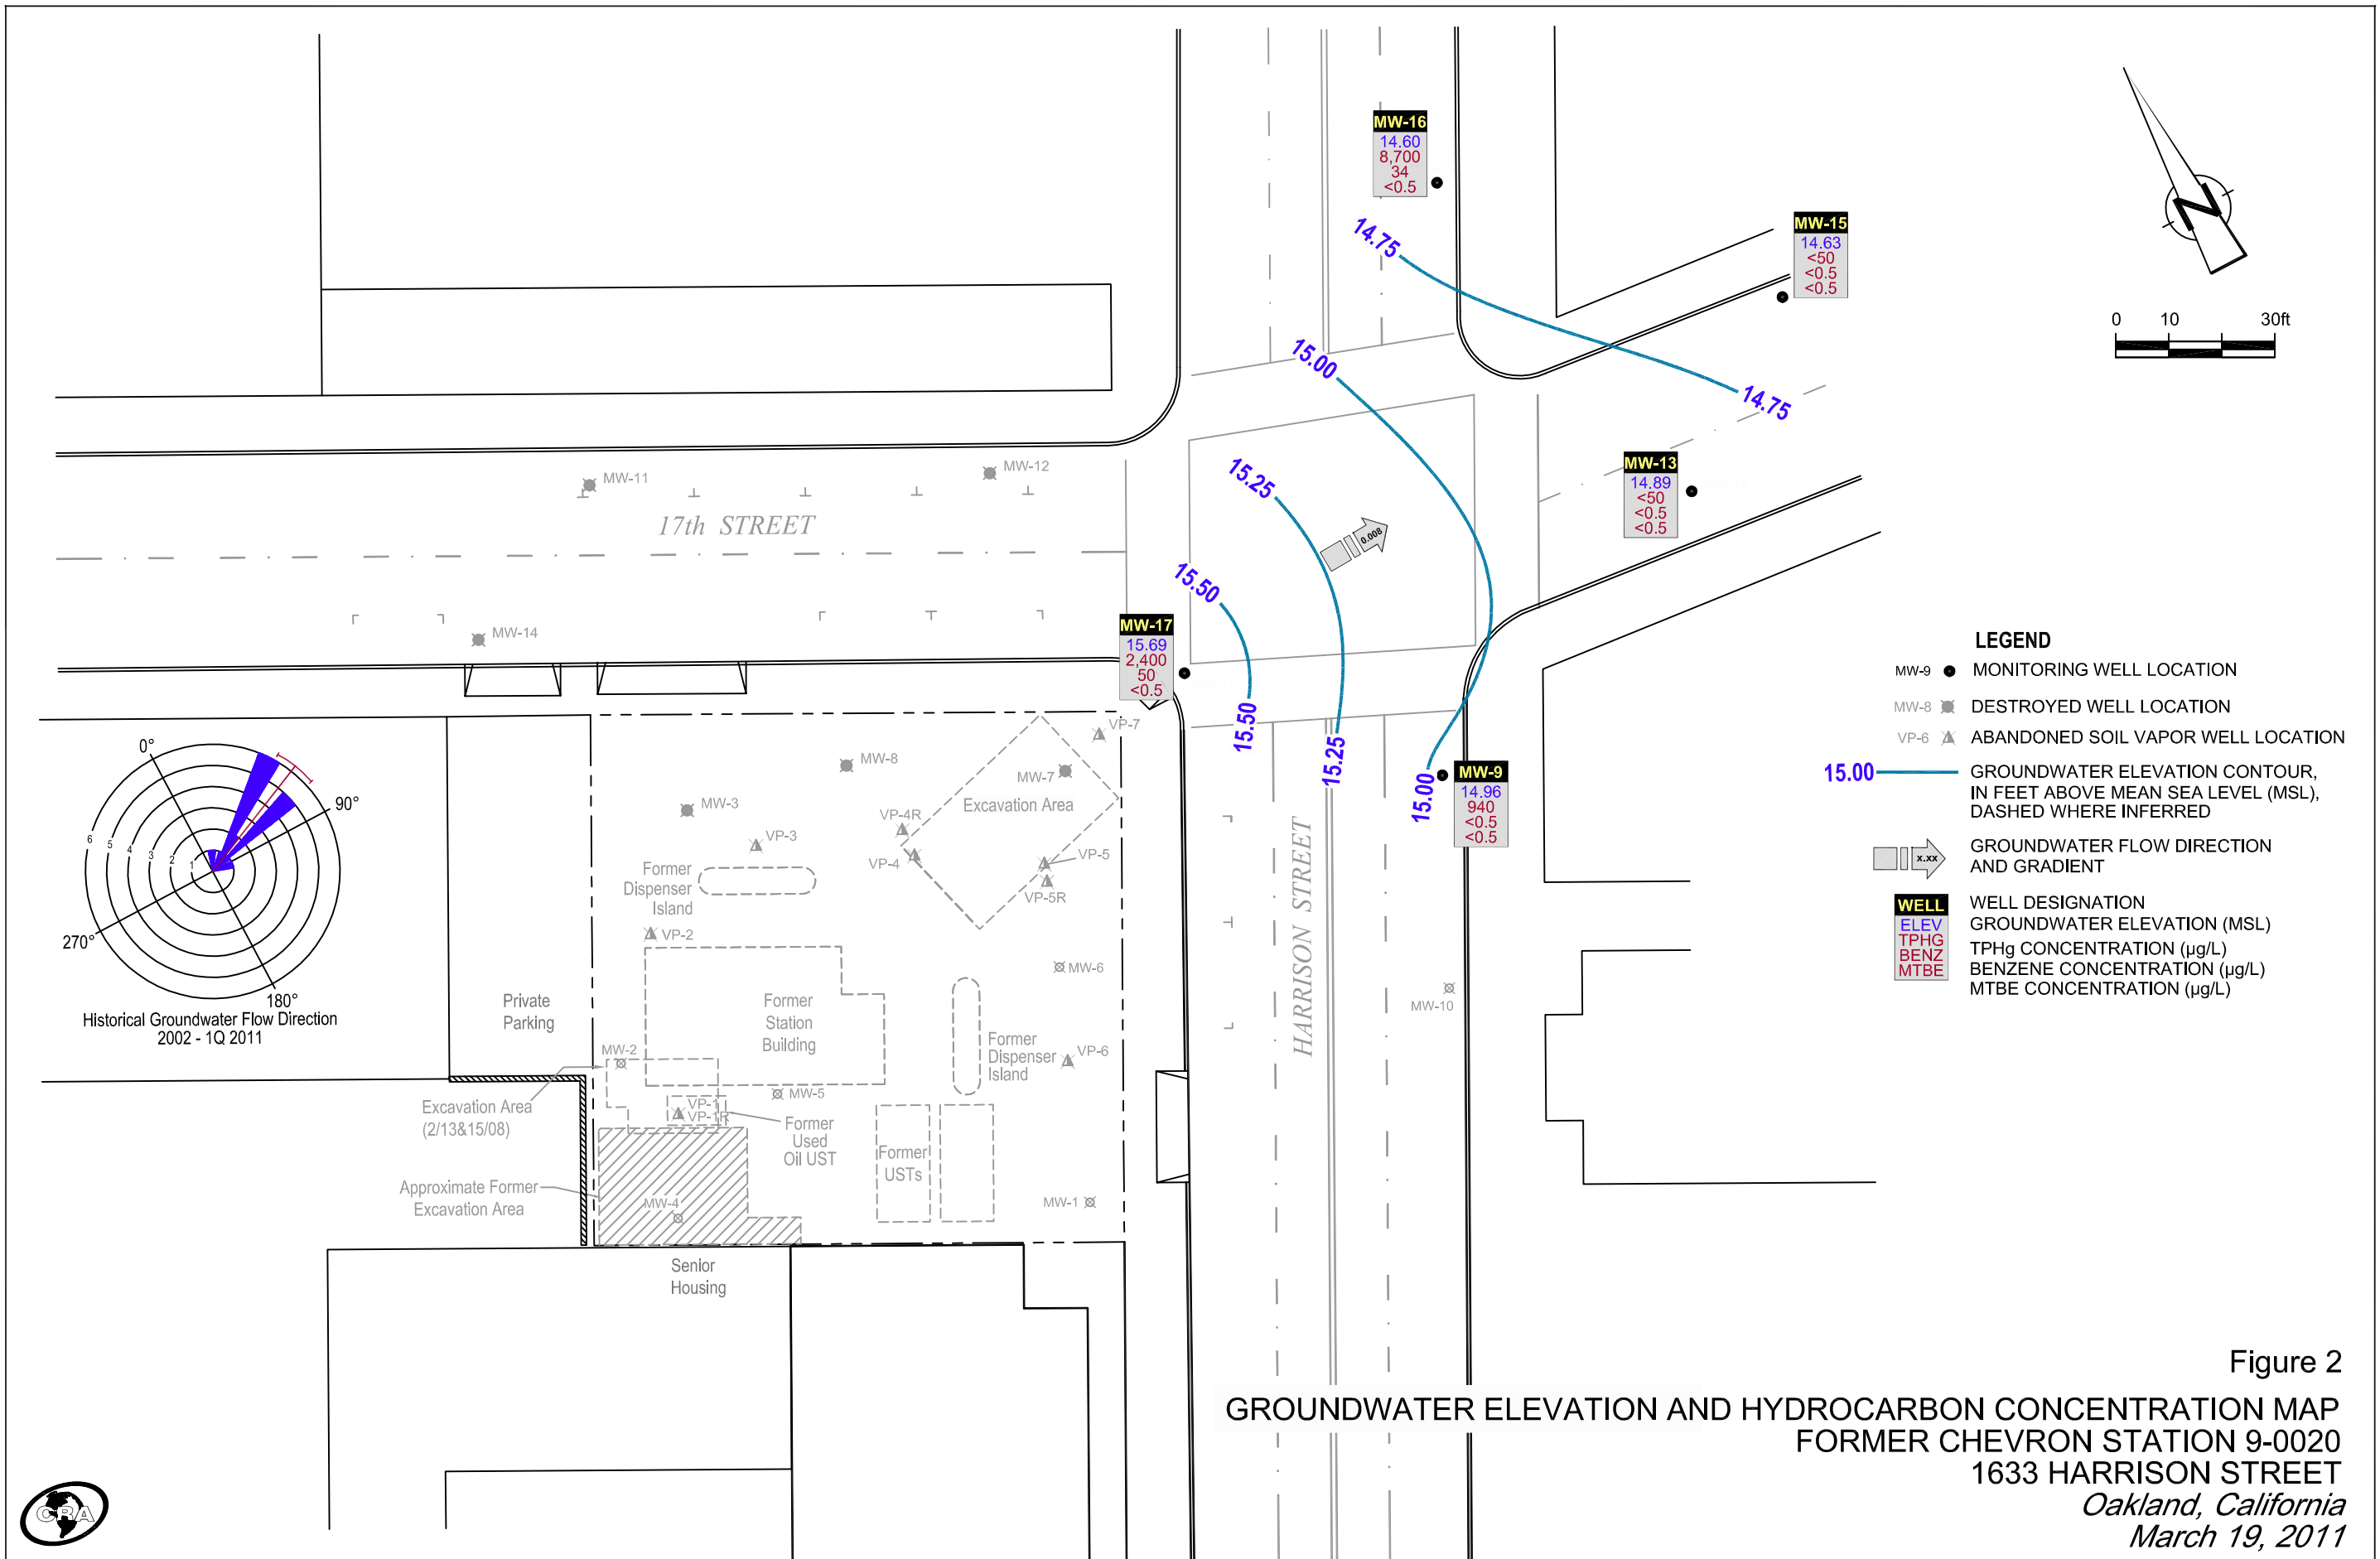 MW-16
14.60
8,700
34
<0.5
MW-15
14.63
<50
<0.5
<0.5
14.75
14.75
N
0 10 30ft
15.00
15.25
0.008
15.50
MW-13
14.89
<50
<0.5
<0.5
MW-11
MW-12
17th STREET
MW-14
MW-17
15.69
2,400
50
<0.5
15.50
15.25
15.00
MW-9
14.96
940
<0.5
<0.5
LEGEND
MW-9 MONITORING WELL LOCATION
MW-8 DESTROYED WELL LOCATION
VP-6 ABANDONED SOIL VAPOR WELL LOCATION
15.00 GROUNDWATER ELEVATION CONTOUR,
IN FEET ABOVE MEAN SEA LEVEL (MSL),
DASHED WHERE INFERRED
x.xx GROUNDWATER FLOW DIRECTION
AND GRADIENT
WELL WELL DESIGNATION
ELEV GROUNDWATER ELEVATION (MSL)
TPHG TPHg CONCENTRATION (µg/L)
BENZ BENZENE CONCENTRATION (µg/L)
MTBE MTBE CONCENTRATION (µg/L)
0°
90°
180°
270°
6 5 4 3 2 1
Historical Groundwater Flow Direction
2002 - 1Q 2011
VP-7
MW-8
MW-7
Excavation Area
MW-3
VP-4R
VP-3
VP-4
VP-5
VP-5R
Former
Dispenser
Island
VP-2
MW-6
HARRISON STREET
MW-10
Private
Parking
Former
Station
Building
Former
Dispenser
Island
VP-6
MW-2
MW-5
VP-1
VP-1R
Excavation Area
(2/13&15/08)
Former
Used
Oil UST
Former
USTs
Approximate Former
Excavation Area
MW-4
MW-1
Senior
Housing
Figure 2
GROUNDWATER ELEVATION AND HYDROCARBON CONCENTRATION MAP
FORMER CHEVRON STATION 9-0020
1633 HARRISON STREET
Oakland, California
March 19, 2011
CRA